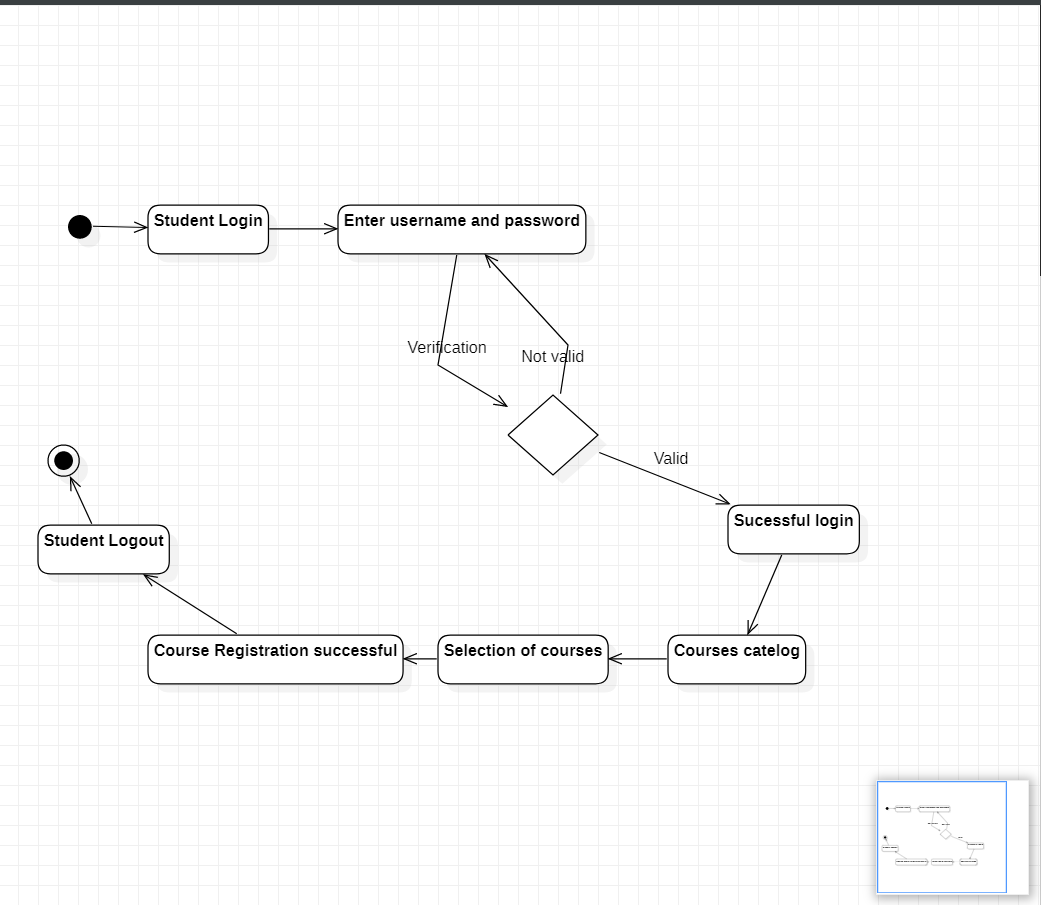 Student Login
Enter username and password
Verification
Not valid
Valid
Sucessful login
Student Logout
Course Registration successful
Selection of courses
Courses catelog